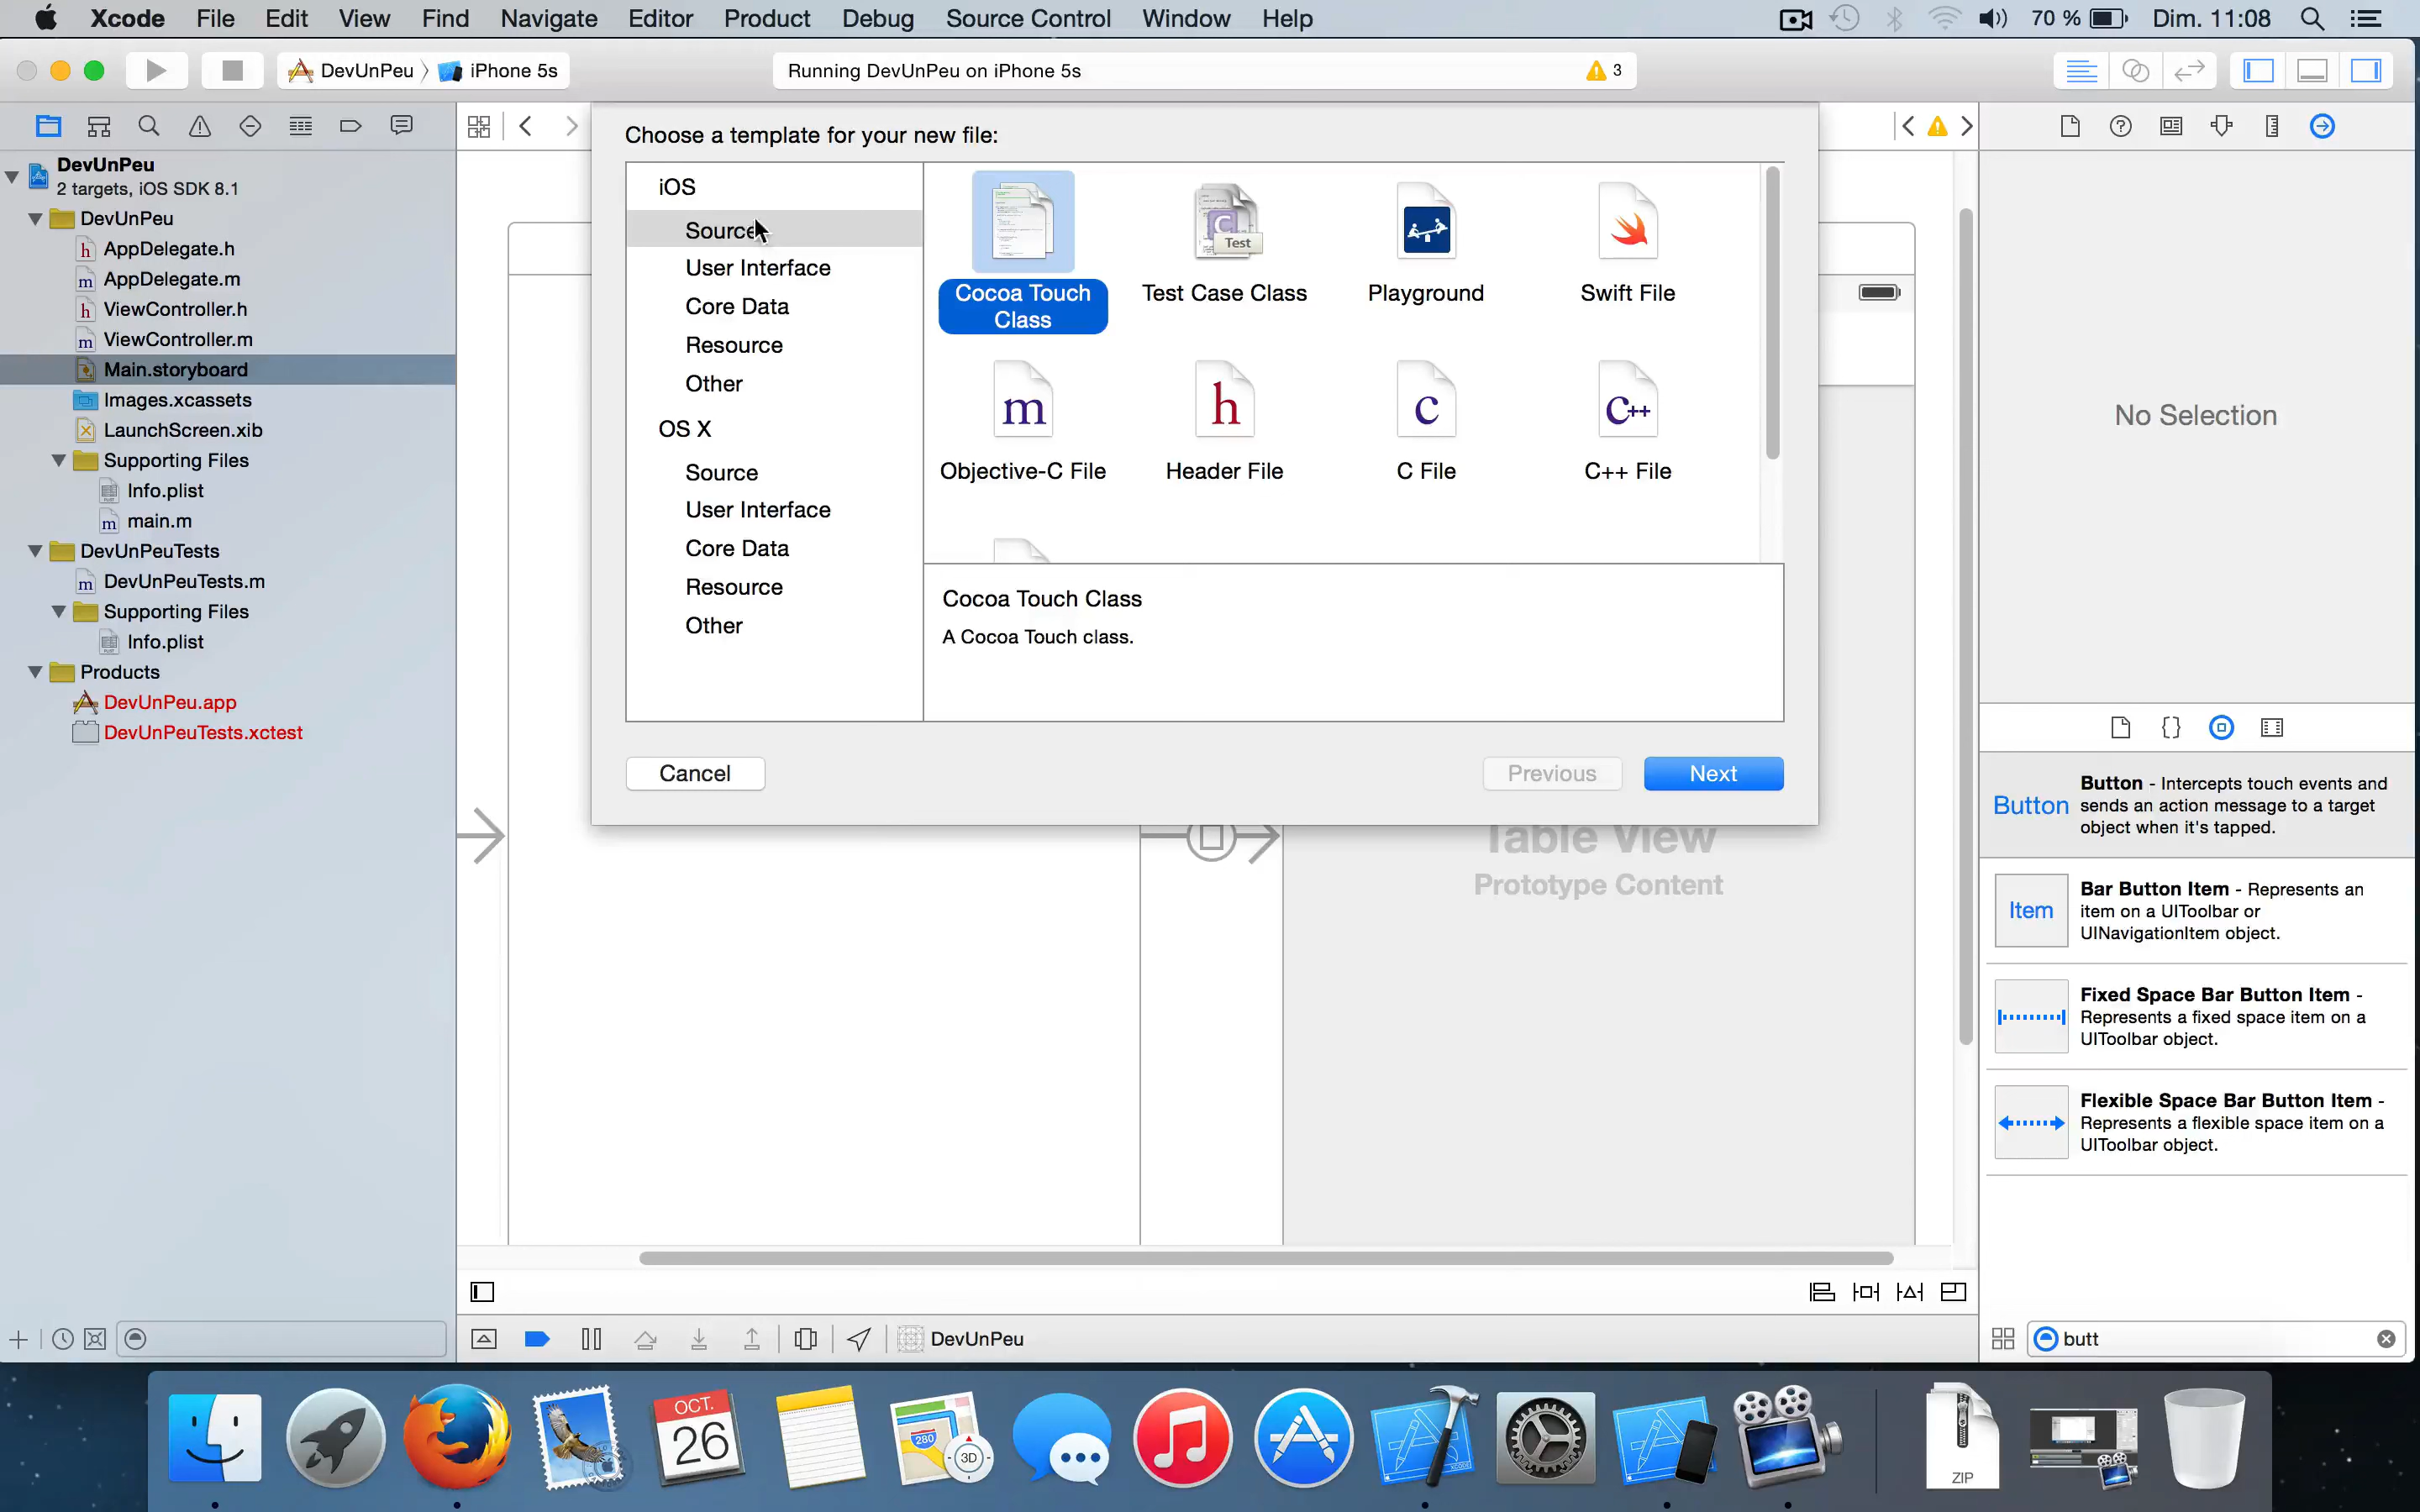 Xcode File Edit View Find Navigate Editor Product Debug Source Control Window Help 70 % Dim. 11:08
DevUnPeu iPhone 5s Running DevUnPeu on iPhone 5s 3
DevUnPeu
2 targets, iOS SDK 8.1
DevUnPeu
AppDelegate.h
AppDelegate.m
ViewController.h
ViewController.m
Main.storyboard
Images.xcassets
LaunchScreen.xib
Supporting Files
Info.plist
main.m
DevUnPeuTests
DevUnPeuTests.m
Supporting Files
Info.plist
Products
DevUnPeu.app
DevUnPeuTests.xctest
Choose a template for your new file:
iOS
Source
User Interface
Core Data
Resource
Other
OS X
Source
User Interface
Core Data
Resource
Other
Test
Cocoa Touch
Class
Test Case Class
Playground
Swift File
m
h
c
c++
Objective-C File
Header File
C File
C++ File
Cocoa Touch Class
A Cocoa Touch class.
Cancel
Previous
Next
Table View
Prototype Content
No Selection
Button
Button - Intercepts touch events and
sends an action message to a target
object when it's tapped.
Item
Bar Button Item - Represents an
item on a UIToolbar or
UINavigationItem object.
Fixed Space Bar Button Item -
Represents a fixed space item on a
UIToolbar object.
Flexible Space Bar Button Item -
Represents a flexible space item on a
UIToolbar object.
DevUnPeu
butt
OCT.
26
280
3D
ZIP